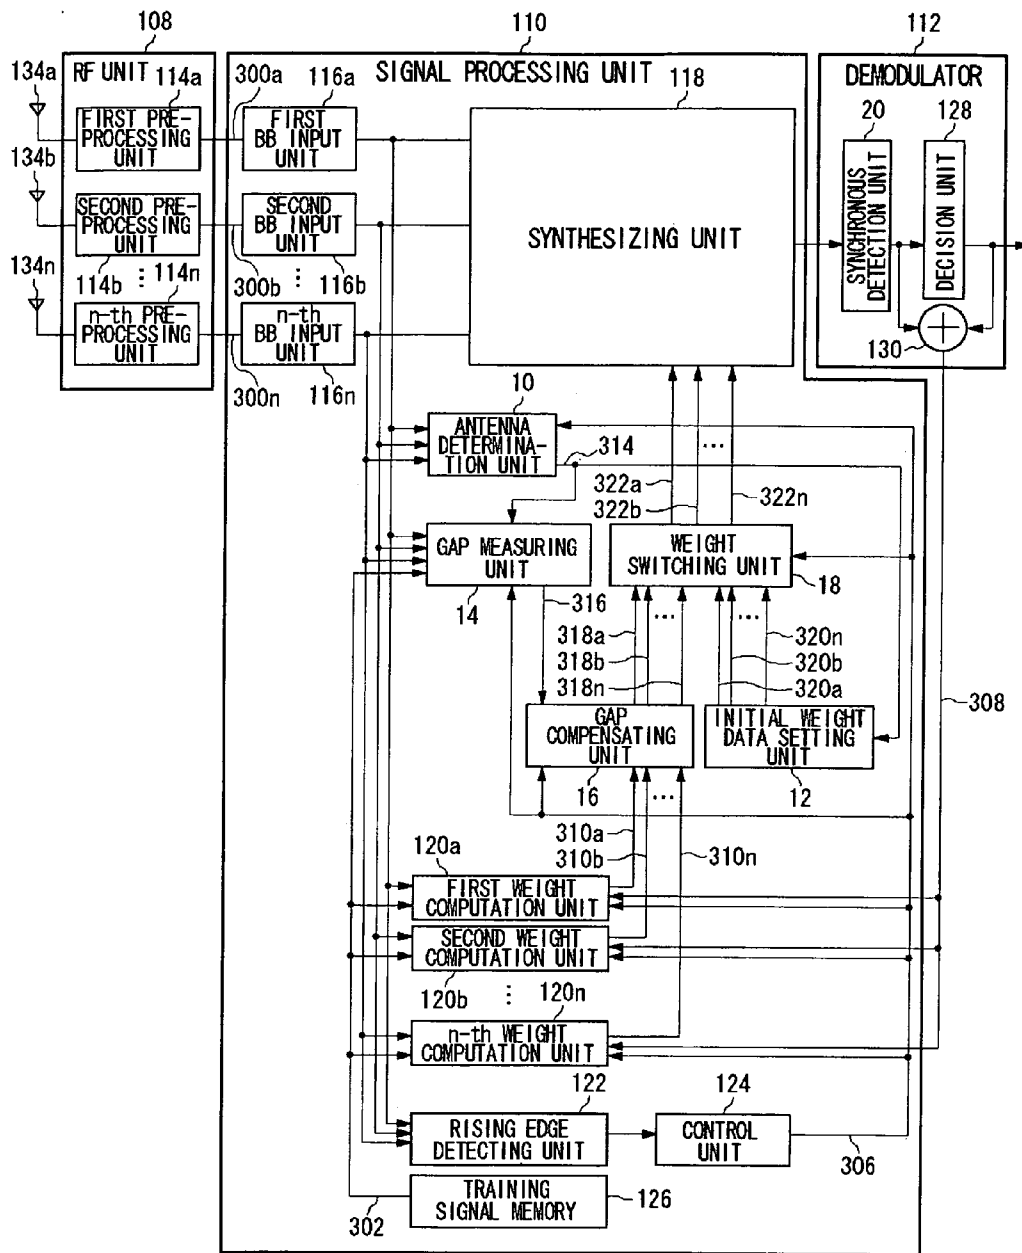 108
110
112
RF UNIT
SIGNAL PROCESSING UNIT
DEMODULATOR
134a
114a
300a
116a
118
20
128
FIRST PRE-
PROCESSING
UNIT
FIRST
BB INPUT
UNIT
134b
SECOND PRE-
PROCESSING
UNIT
SECOND
BB INPUT
UNIT
SYNTHESIZING UNIT
SYNCHRONOUS
DETECTION UNIT
DECISION UNIT
134n
114b
114n
300b
116b
n-th PRE-
PROCESSING
UNIT
n-th
BB INPUT
UNIT
130
300n
116n
10
ANTENNA
DETERMINA-
TION UNIT
314
322a
322b
322n
GAP MEASURING
UNIT
WEIGHT
SWITCHING UNIT
14
316
18
318a
318b
318n
320n
320b
320a
308
GAP
COMPENSATING
UNIT
INITIAL WEIGHT
DATA SETTING
UNIT
16
12
310a
310b
310n
120a
FIRST WEIGHT
COMPUTATION UNIT
SECOND WEIGHT
COMPUTATION UNIT
120b
120n
n-th WEIGHT
COMPUTATION UNIT
122
124
RISING EDGE
DETECTING UNIT
CONTROL
UNIT
306
TRAINING
SIGNAL MEMORY
302
126